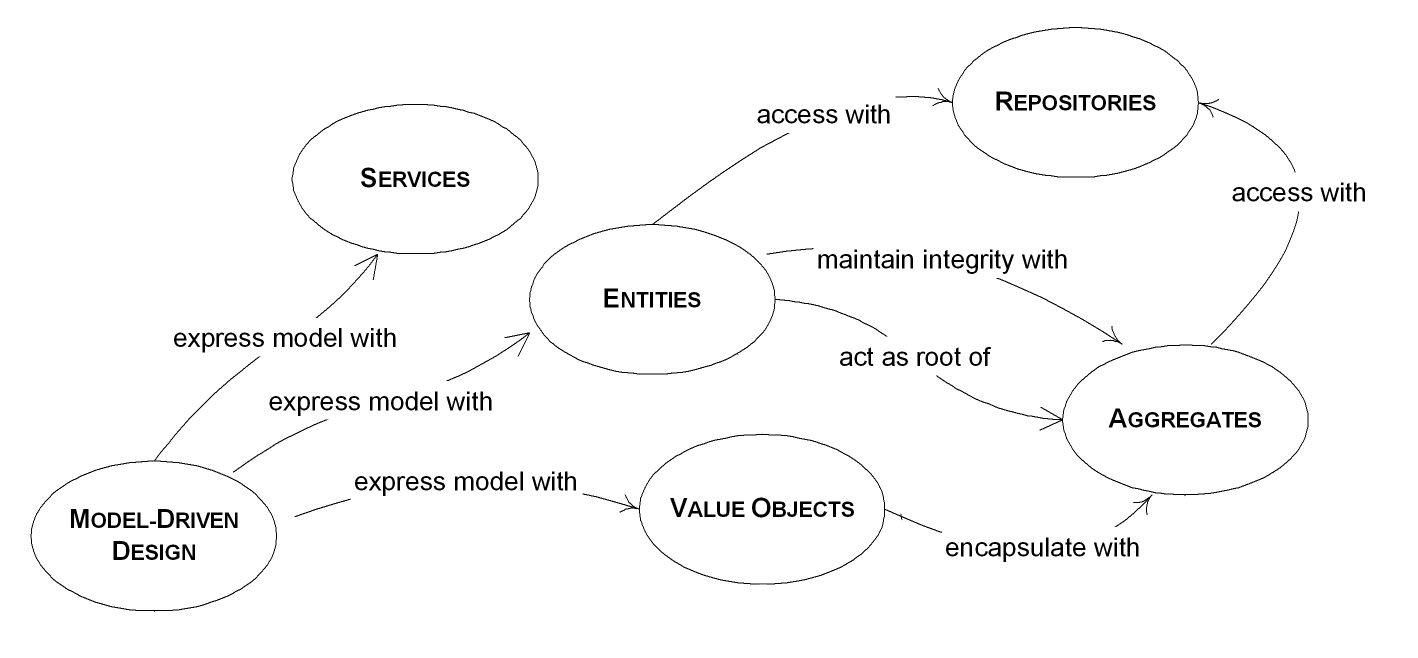 REPOSITORIES
access with
SERVICES
access with
maintain integrity with
ENTITIES
express model with
act as root of
express model with
AGGREGATES
express model with
VALUE OBJECTS
MODEL-DRIVEN
DESIGN
encapsulate with